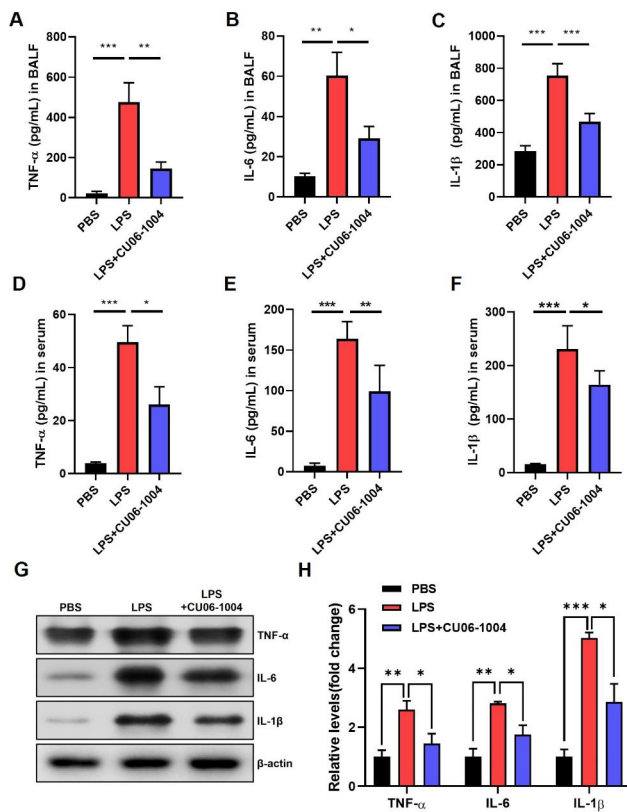 A
TNF-α (pg/mL) in BALF
800
600
400
200
0
***
**
PBS
LPS
LPS+CU06-1004
B
IL-6 (pg/mL) in BALF
80
60
40
20
0
**
*
PBS
LPS
LPS+CU06-1004
C
IL-1β (pg/mL) in BALF
1000
800
600
400
200
0
***
***
PBS
LPS
LPS+CU06-1004
D
TNF-α (pg/mL) in serum
60
40
20
0
***
*
PBS
LPS
LPS+CU06-1004
E
IL-6 (pg/mL) in serum
200
150
100
50
0
***
**
PBS
LPS
LPS+CU06-1004
F
IL-1β (pg/mL) in serum
300
200
100
0
***
*
PBS
LPS
LPS+CU06-1004
G
PBS
LPS
LPS
+CU06-1004
TNF-α
IL-6
IL-1β
β-actin
H
PBS
LPS
LPS+CU06-1004
Relative levels(fold change)
8
6
4
2
0
**
*
**
*
***
*
TNF-α
IL-6
IL-1β